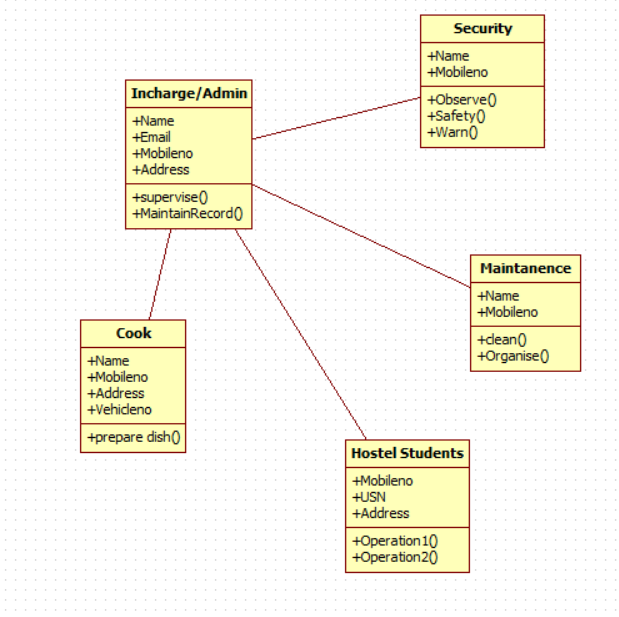 Security
+Name
+Mobileno
+Observe()
+Safety()
+Warn()
Incharge/Admin
+Name
+Email
+Mobileno
+Address
+supervise()
+MaintainRecord()
Maintanence
+Name
+Mobileno
+clean()
+Organise()
Cook
+Name
+Mobileno
+Address
+Vehicleno
+prepare dish()
Hostel Students
+Mobileno
+USN
+Address
+Operation1()
+Operation2()